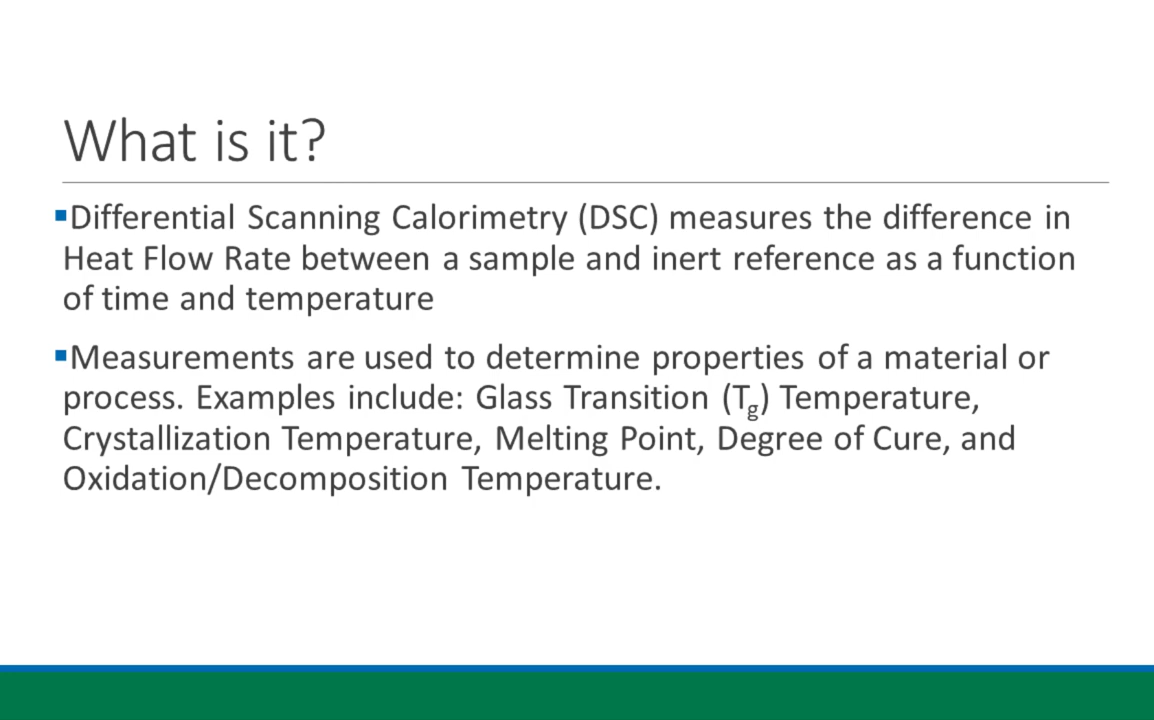 What is it?
▪Differential Scanning Calorimetry (DSC) measures the difference in
Heat Flow Rate between a sample and inert reference as a function
of time and temperature
▪Measurements are used to determine properties of a material or
process. Examples include: Glass Transition (Tg) Temperature,
Crystallization Temperature, Melting Point, Degree of Cure, and
Oxidation/Decomposition Temperature.